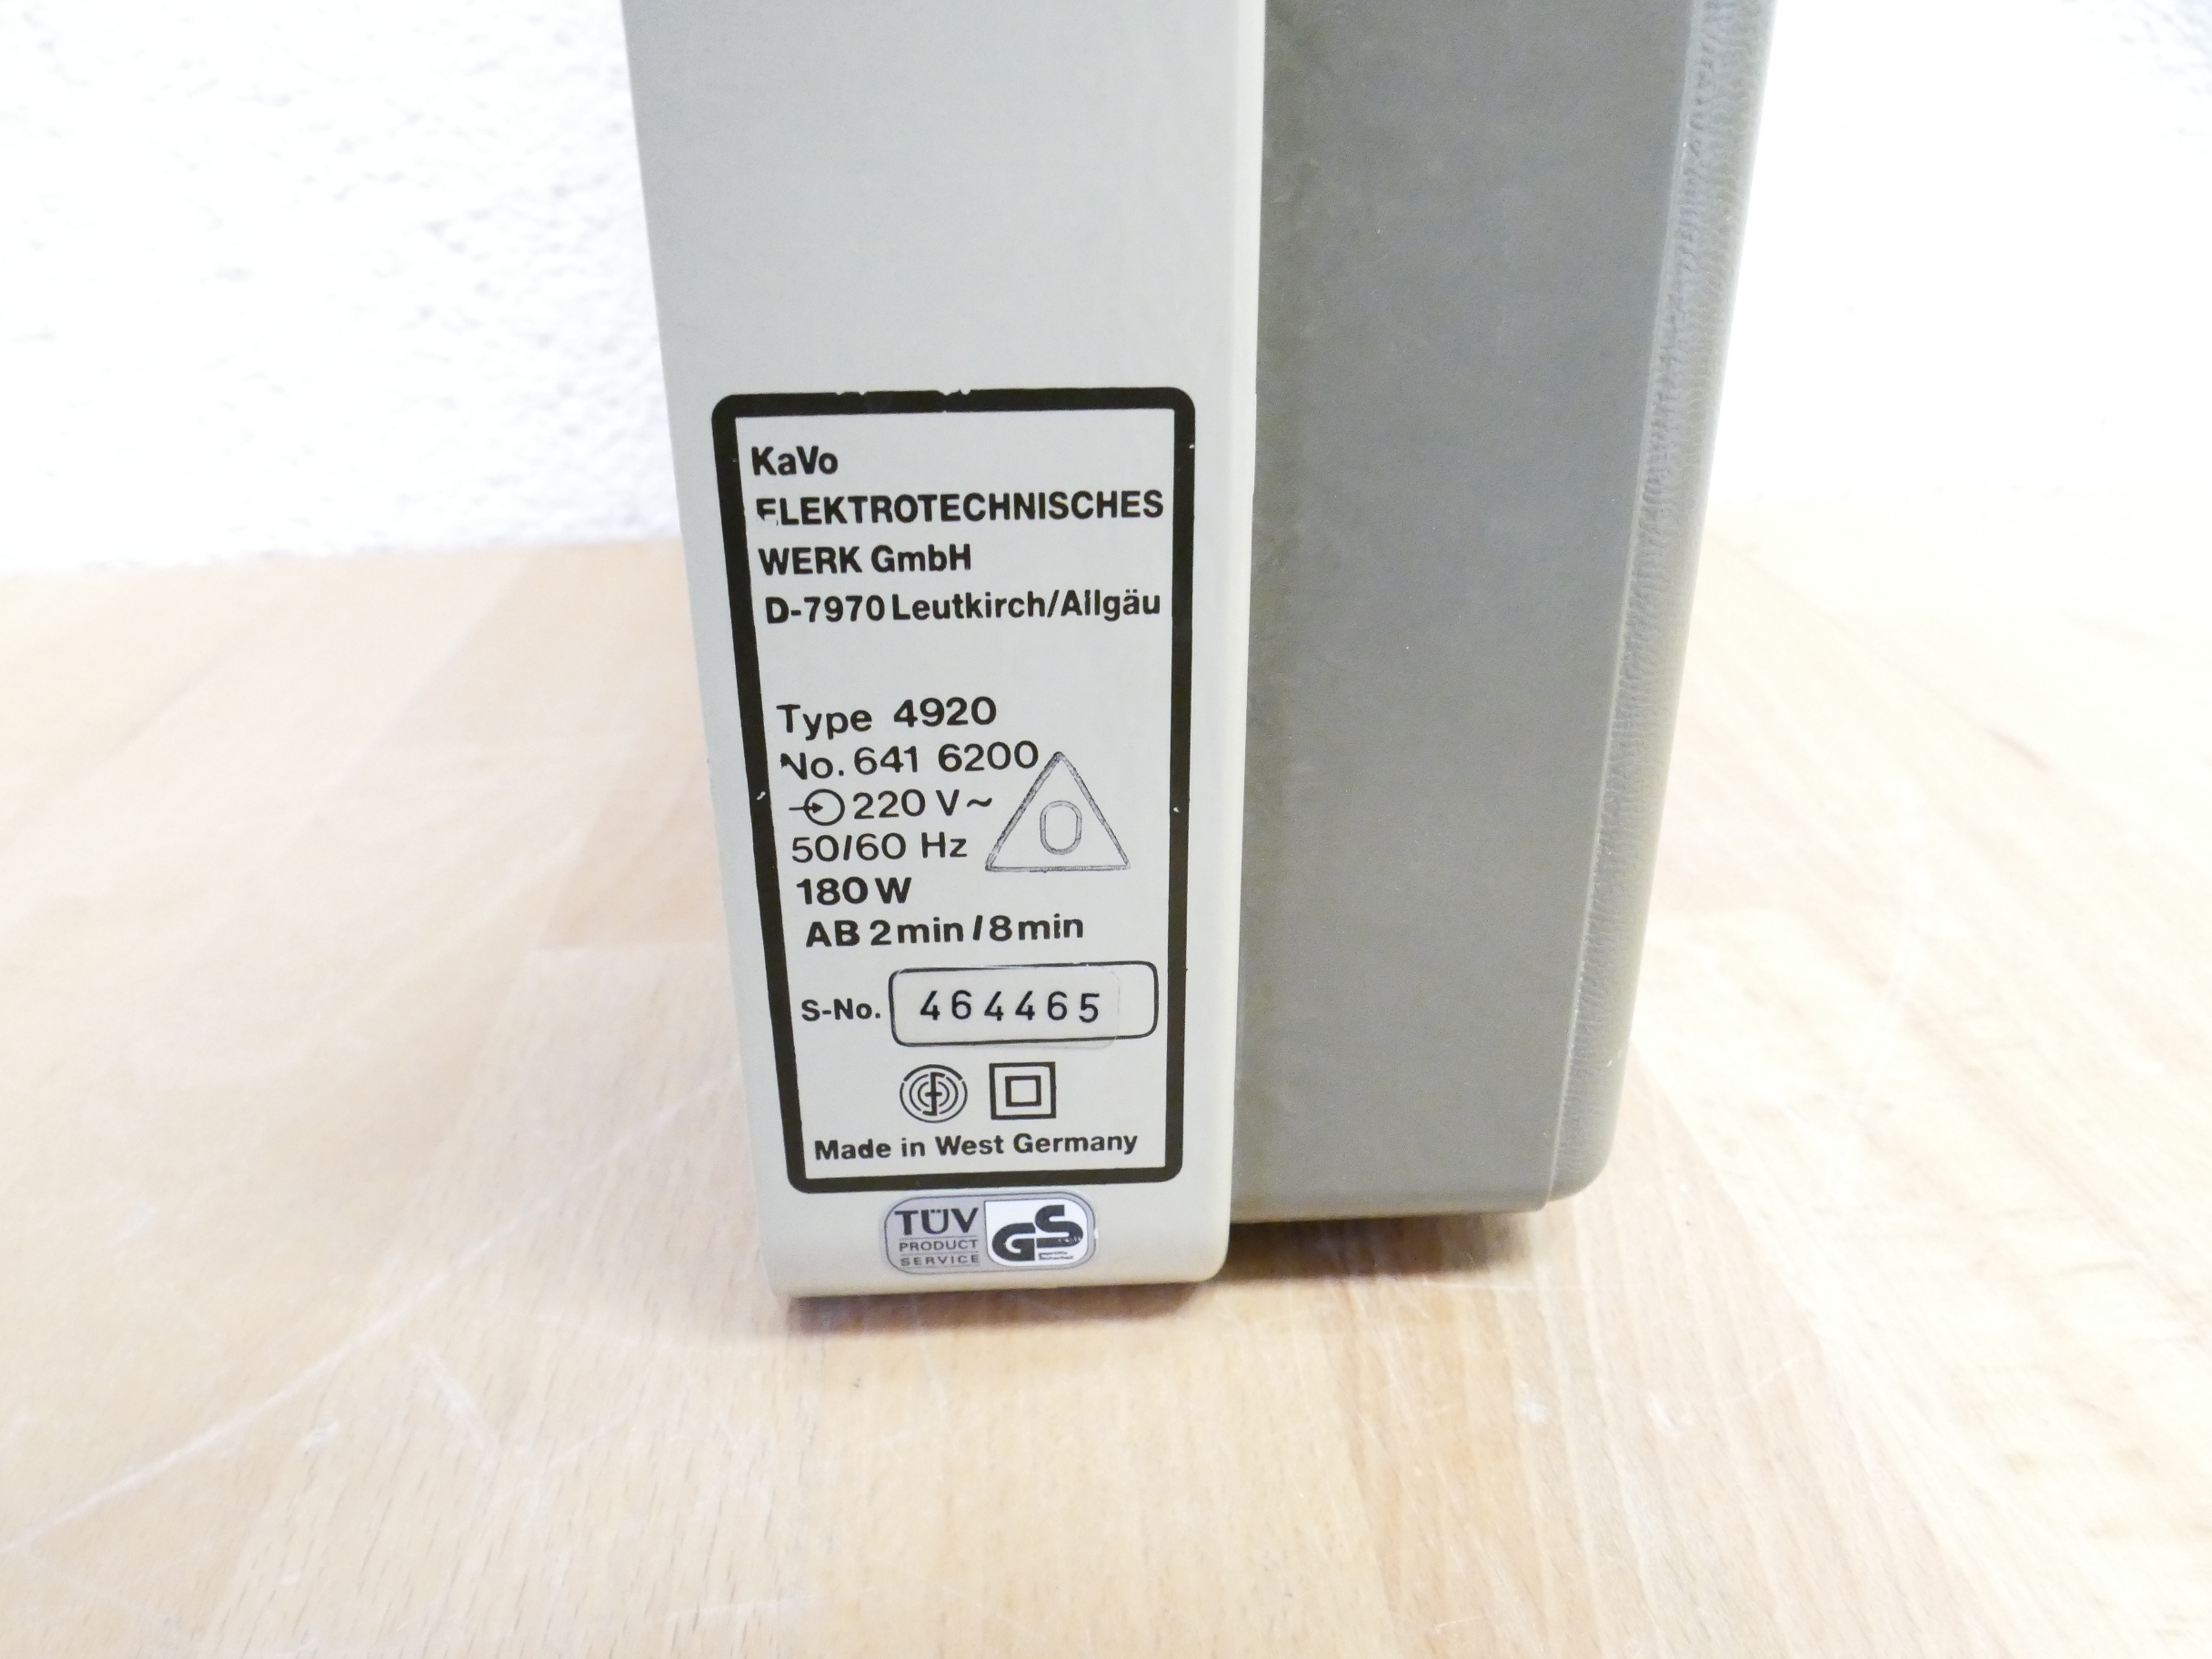 KaVo
ELEKTROTECHNISCHES
WERK GmbH
D-7970 Leutkirch/Allgäu
Type 4920
No. 641 6200
220 V~
50/60 Hz
0
180 W
AB 2min/8min
S-No. 464465
Made in West Germany
TÜV
PRODUCT
SERVICE
GS